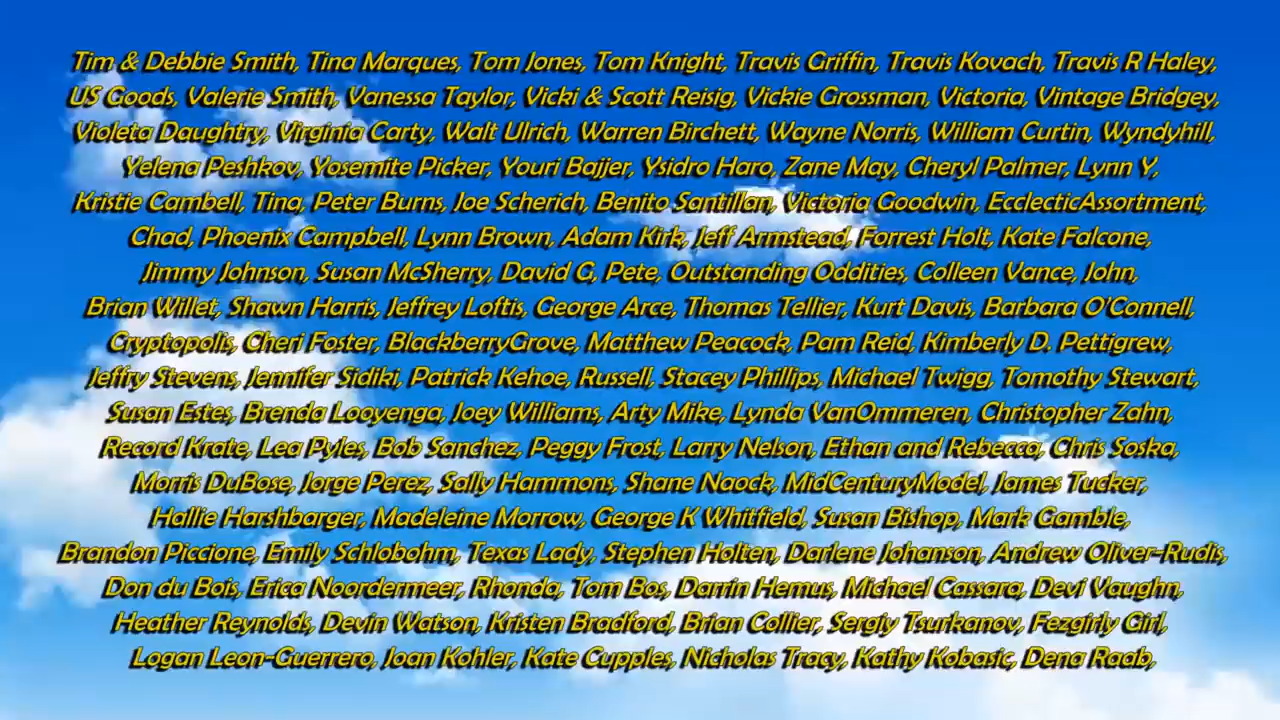 Tim & Debbie Smith, Tina Marques, Tom Jones, Tom Knight, Travis Griffin, Travis Kovach, Travis R Haley,
US Goods, Valerie Smith, Vanessa Taylor, Vicki & Scott Reisig, Vickie Grossman, Victoria, Vintage Bridgey,
Violeta Daughtry, Virginia Carty, Walt Ulrich, Warren Birchett, Wayne Norris, William Curtin, Wyndyhill,
Yelena Peshkov, Yosemite Picker, Youri Bajjer, Ysidro Haro, Zane May, Cheryl Palmer, Lynn Y,
Kristie Cambell, Tina, Peter Burns, Joe Scherich, Benito Santillan, Victoria Goodwin, EcclecticAssortment,
Chad, Phoenix Campbell, Lynn Brown, Adam Kirk, Jeff Armstead, Forrest Holt, Kate Falcone,
Jimmy Johnson, Susan McSherry, David G, Pete, Outstanding Oddities, Colleen Vance, John,
Brian Willet, Shawn Harris, Jeffrey Loftis, George Arce, Thomas Tellier, Kurt Davis, Barbara O'Connell,
Cryptopolis, Cheri Foster, BlackberryGrove, Matthew Peacock, Pam Reid, Kimberly D. Pettigrew,
Jeffry Stevens, Jennifer Sidiki, Patrick Kehoe, Russell, Stacey Phillips, Michael Twigg, Tomothy Stewart,
Susan Estes, Brenda Looyenga, Joey Williams, Arty Mike, Lynda VanOmmeren, Christopher Zahn,
Record Krate, Lea Pyles, Bob Sanchez, Peggy Frost, Larry Nelson, Ethan and Rebecca, Chris Soska,
Morris DuBose, Jorge Perez, Sally Hammons, Shane Naock, MidCenturyModel, James Tucker,
Hallie Harshbarger, Madeleine Morrow, George K Whitfield, Susan Bishop, Mark Gamble,
Brandon Piccione, Emily Schlobohm, Texas Lady, Stephen Holten, Darlene Johanson, Andrew Oliver-Rudis,
Don du Bois, Erica Noordermeer, Rhonda, Tom Bos, Darrin Hemus, Michael Cassara, Devi Vaughn,
Heather Reynolds, Devin Watson, Kristen Bradford, Brian Collier, Sergiy Tsurkanov, Fezgirly Girl,
Logan Leon-Guerrero, Joan Kohler, Kate Cupples, Nicholas Tracy, Kathy Kobasic, Dena Raab,